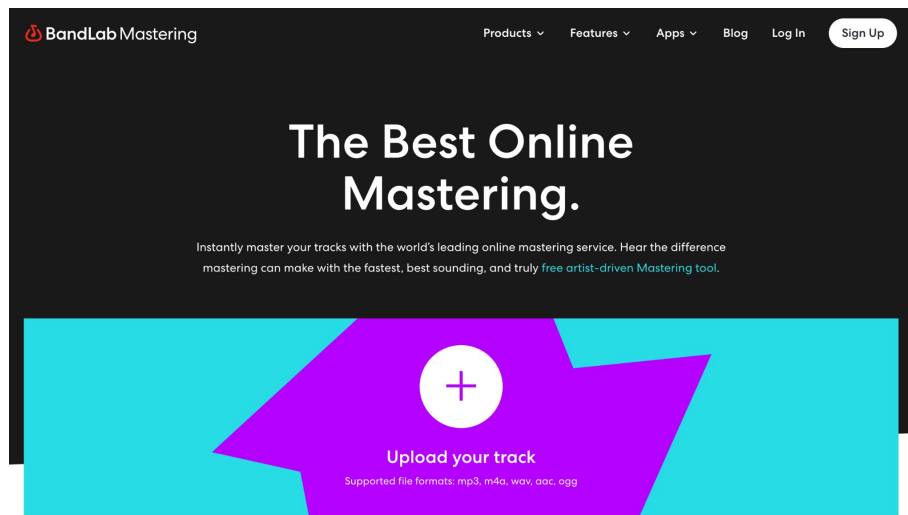 BandLab Mastering
Products
Features
Apps
Blog
Log In
Sign Up
The Best Online
Mastering.
Instantly master your tracks with the world's leading online mastering service. Hear the difference
mastering can make with the fastest, best sounding, and truly free artist-driven Mastering tool.
Upload your track
Supported file formats: mp3, m4a, wav, aac, ogg